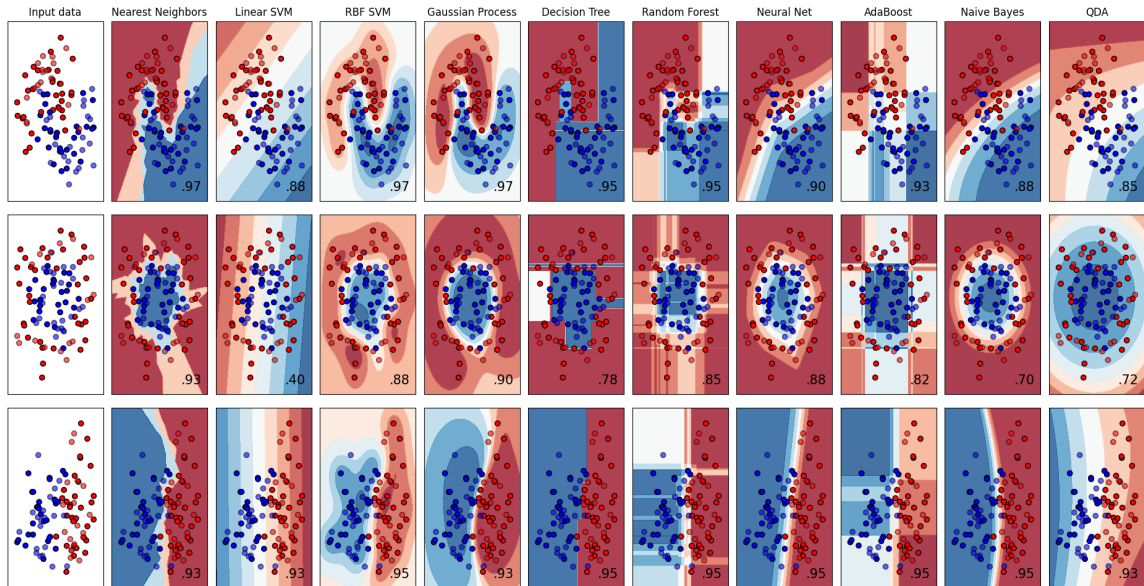 Input data Nearest Neighbors Linear SVM RBF SVM Gaussian Process Decision Tree Random Forest Neural Net AdaBoost Naive Bayes QDA
.97 .88 .97 .97 .95 .95 .90 .93 .88 .85
.93 .40 .88 .90 .78 .85 .88 .82 .70 .72
.93 .93 .95 .93 .95 .95 .95 .95 .95 .93